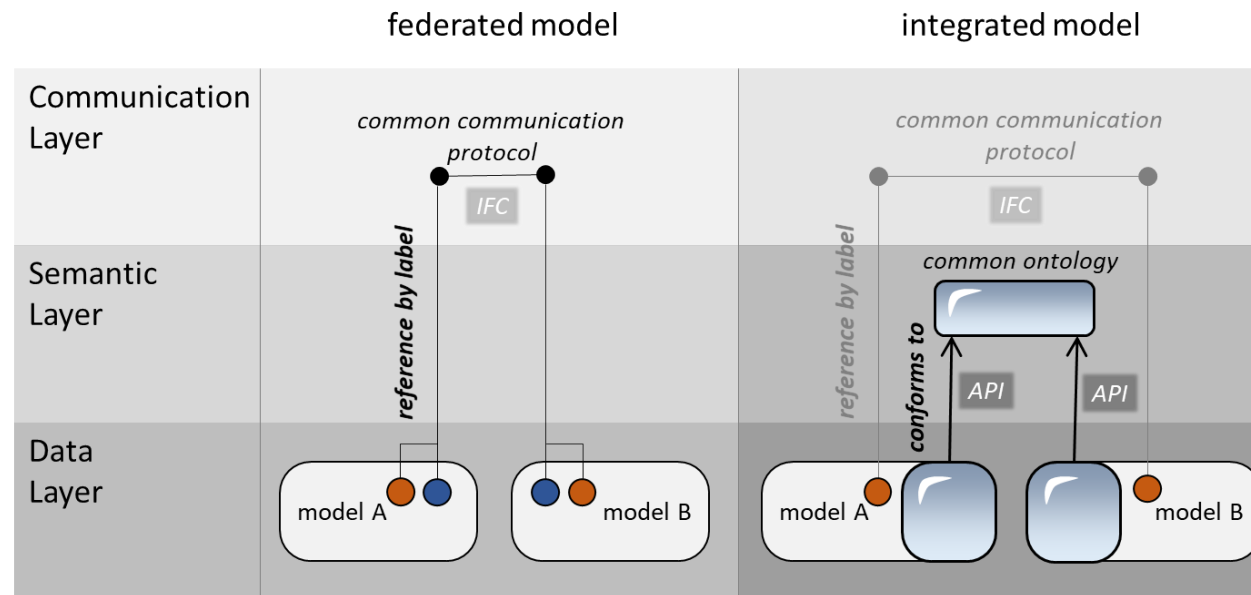 federated model
integrated model
Communication
Layer
common communication
protocol
IFC
common communication
protocol
IFC
Semantic
Layer
reference by label
reference by label
common ontology
conforms to
API
API
Data
Layer
model A
model B
model A
model B